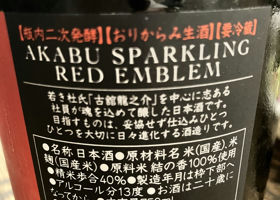 【瓶内二次発酵】【おりがらみ生酒】【要冷蔵】
AKABU SPARKLING
RED EMBLEM
若き杜氏「古舘龍之介」を中心に志ある
社員が魂を込めて醸した日本酒です。
目指すものは、妥協せず仕込みひとつ
ひとつを大切に日々進化する酒造りです。
●名称 日本酒●原材料名 米(国産)、米
麹(国産米)●原料米 結の香100%使用
●精米歩合40%●製造年月は枠下部へ
●アルコール分13度●お酒は二十歳に
なってから